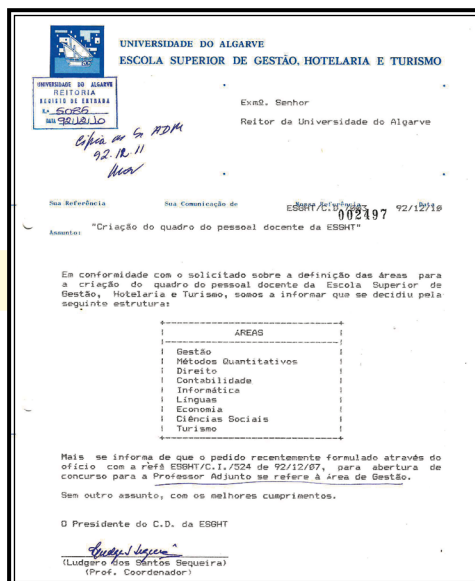 UNIVERSIDADE DO ALGARVE
ESCOLA SUPERIOR DE GESTÃO, HOTELARIA E TURISMO
UNIVERSIDADE DO ALGARVE
REITORIA
REGISTO DE ENTRADA
N.º 5085
DATA 92/12/10
Cópia ao S. ADM
92.12.11
Exmº. Senhor
Reitor da Universidade do Algarve
Sua Referência Sua Comunicação de Nossa Referência Data
ESGHT/C.D./ 92/12/10
002497
Assunto: "Criação do quadro do pessoal docente da ESGHT"
Em conformidade com o solicitado sobre a definição das áreas para
a criação do quadro do pessoal docente da Escola Superior de
Gestão, Hotelaria e Turismo, somos a informar que se decidiu pela
seguinte estrutura:
ÁREAS
Gestão
Métodos Quantitativos
Direito
Contabilidade
Informática
Línguas
Economia
Ciências Sociais
Turismo
Mais se informa de que o pedido recentemente formulado através do
ofício com a refª ESGHT/C.I./524 de 92/12/07, para abertura de
concurso para a Professor Adjunto se refere à Área de Gestão.
Sem outro assunto, com os melhores cumprimentos.
O Presidente do C.D. da ESGHT
(Ludgero dos Santos Sequeira)
(Prof. Coordenador)